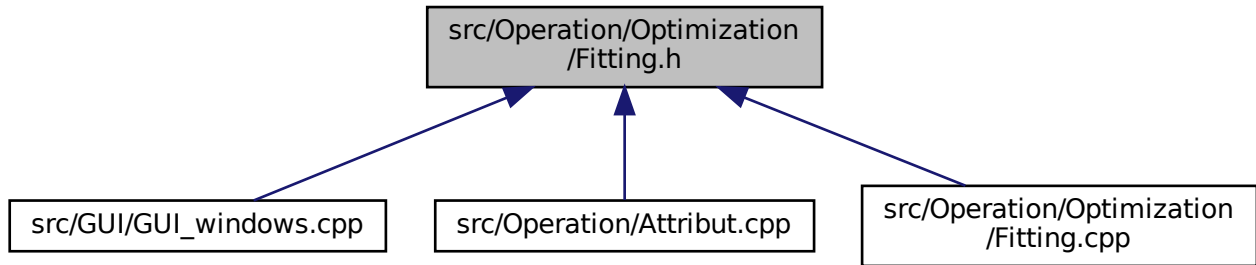 src/Operation/Optimization
/Fitting.h
src/GUI/GUI_windows.cpp
src/Operation/Attribut.cpp
src/Operation/Optimization
/Fitting.cpp